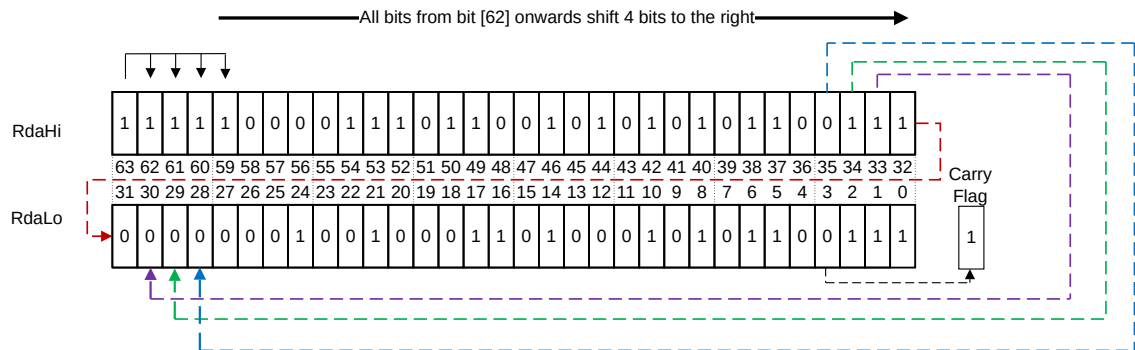 All bits from bit [62] onwards shift 4 bits to the right
RdaHi
1 1 1 1 1 0 0 0 0 1 1 1 0 1 1 0 0 1 0 1 0 1 0 1 0 1 1 0 0 1 1 1
63 62 61 60 59 58 57 56 55 54 53 52 51 50 49 48 47 46 45 44 43 42 41 40 39 38 37 36 35 34 33 32
31 30 29 28 27 26 25 24 23 22 21 20 19 18 17 16 15 14 13 12 11 10 9 8 7 6 5 4 3 2 1 0
Carry
Flag
RdaLo
0 0 0 0 0 0 0 1 0 0 1 0 0 0 1 1 0 1 0 0 0 1 0 1 0 1 1 0 0 1 1 1
1